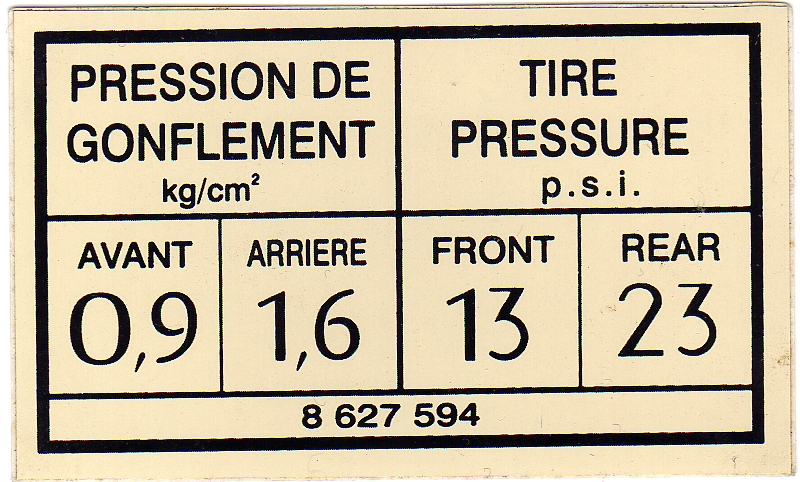 PRESSION DE
GONFLEMENT
kg/cm²
TIRE
PRESSURE
p.s.i.
AVANT
ARRIERE
FRONT
REAR
0,9
1,6
13
23
8 627 594